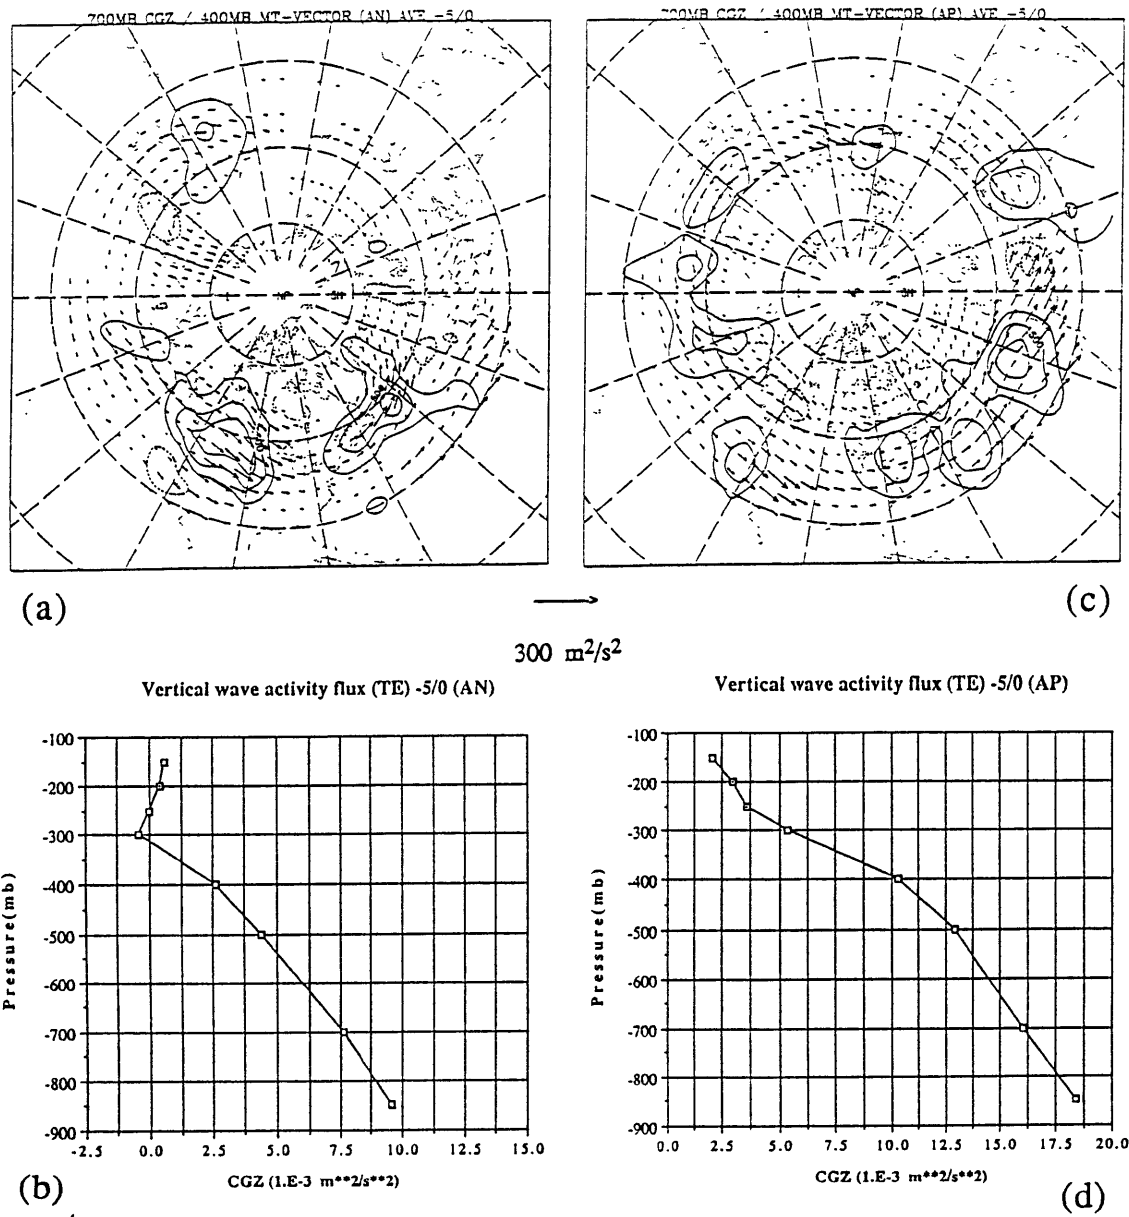 700MB CGZ / 400MB MT-VECTOR (AN) AVE -5/0
700MB CGZ / 400MB MT-VECTOR (AP) AVE -5/0
(a)
(c)
300 m²/s²
Vertical wave activity flux (TE) -5/0 (AN)
-100
-200
-300
-400
-500
-600
-700
-800
-900
Pressure(mb)
-2.5 0.0 2.5 5.0 7.5 10.0 12.5 15.0
CGZ (1.E-3 m**2/s**2)
(b)
Vertical wave activity flux (TE) -5/0 (AP)
-100
-200
-300
-400
-500
-600
-700
-800
-900
Pressure(mb)
0.0 2.5 5.0 7.5 10.0 12.5 15.0 17.5 20.0
CGZ (1.E-3 m**2/s**2)
(d)